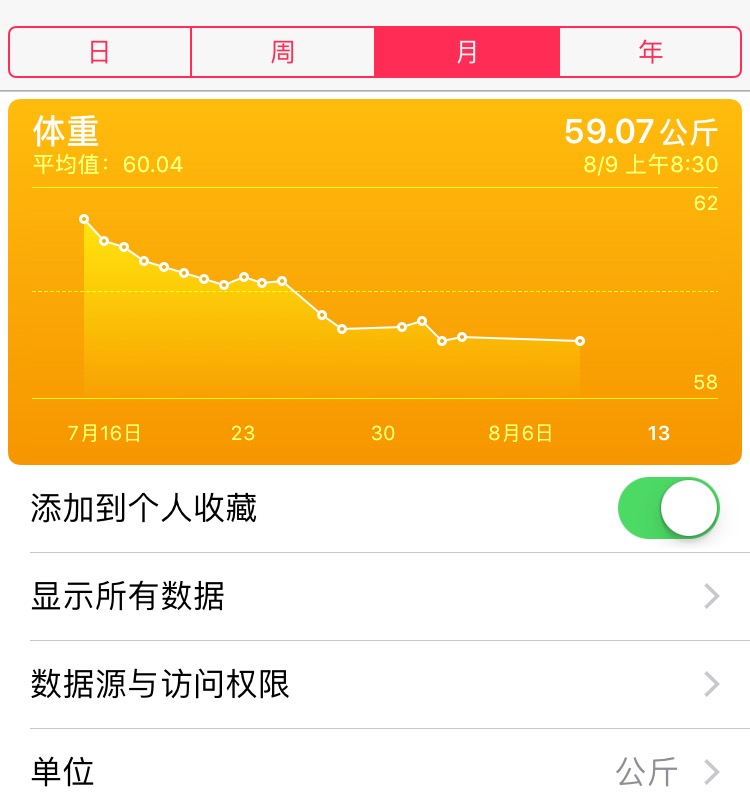 日 周 月 年
体重 59.07公斤
平均值：60.04 8/9 上午8:30
62
58
7月16日 23 30 8月6日 13
添加到个人收藏
显示所有数据
数据源与访问权限
单位 公斤